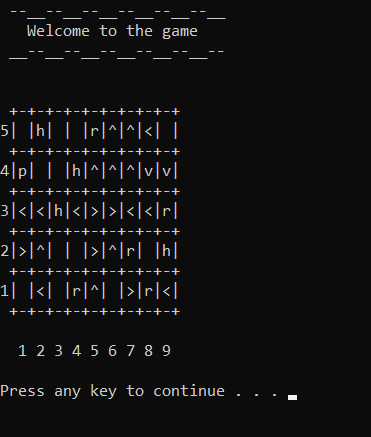 --__--__--__--__--__--__
Welcome to the game
__--__--__--__--__--__--
+-+-+-+-+-+-+-+-+-+
5| |h| | |r|^|^|<| |
+-+-+-+-+-+-+-+-+-+
4|p| | |h|^|^|^|v|v|
+-+-+-+-+-+-+-+-+-+
3|<|<|h|<|>|>|<|<|r|
+-+-+-+-+-+-+-+-+-+
2|>|^| | |>|^|r| |h|
+-+-+-+-+-+-+-+-+-+
1| |<| |r|^| |>|r|<|
+-+-+-+-+-+-+-+-+-+
1 2 3 4 5 6 7 8 9
Press any key to continue . . .